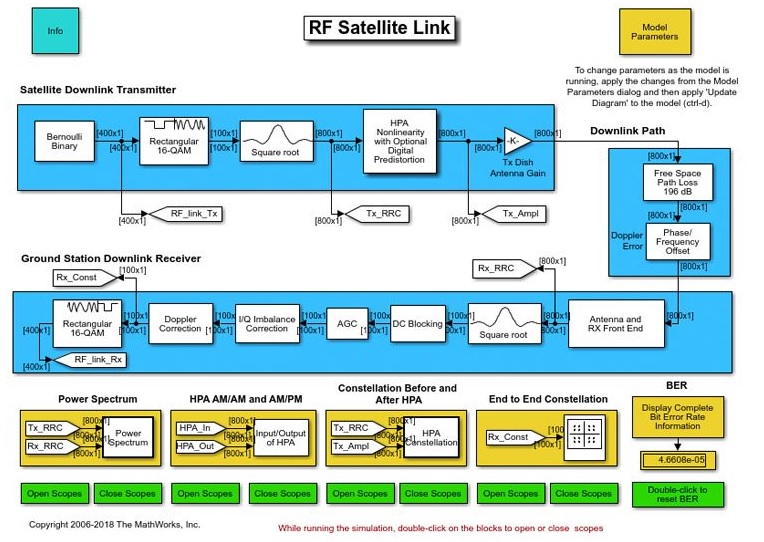 Info
RF Satellite Link
Model
Parameters
To change parameters as the model is
running, apply the changes from the Model
Parameters dialog and then apply 'Update
Diagram' to the model (ctrl-d).
Satellite Downlink Transmitter
Bernoulli
Binary
[400x1]
[400x1]
Rectangular
16-QAM
[100x1]
[100x1]
Square root
[800x1]
[800x1]
HPA
Nonlinearity
with Optional
Digital
Predistortion
[800x1]
[800x1]
-K-
Tx Dish
Antenna Gain
[800x1]
Downlink Path
[800x1]
Free Space
Path Loss
196 dB
[800x1]
[800x1]
Doppler
Error
Phase/
Frequency
Offset
[800x1]
[400x1]
RF_link_Tx
[800x1]
Tx_RRC
[800x1]
Tx_Ampl
Ground Station Downlink Receiver
Rx_Const
[100x1]
Rx_RRC
[800x1]
[400x1]
Rectangular
16-QAM
[100x1]
[100x1]
Doppler
Correction
[100x1]
[100x1]
I/Q Imbalance
Correction
[100x1]
[100x1]
AGC
[100x1]
[100x1]
DC Blocking
[100x1]
[100x1]
Square root
[800x1]
[800x1]
Antenna and
RX Front End
[800x1]
[400x1]
RF_link_Rx
Power Spectrum
Tx_RRC
[800x1]
[800x1]
Rx_RRC
[800x1]
[800x1]
Power
Spectrum
HPA AM/AM and AM/PM
HPA_In
[800x1]
[800x1]
HPA_Out
[800x1]
[800x1]
Input/Output
of HPA
Constellation Before and
After HPA
Tx_RRC
[800x1]
[800x1]
Tx_Ampl
[800x1]
[800x1]
HPA
Constellation
End to End Constellation
Rx_Const
[100
[100x1]
BER
Display Complete
Bit Error Rate
Information
4.6608e-05
Open Scopes
Close Scopes
Open Scopes
Close Scopes
Open Scopes
Close Scopes
Open Scopes
Close Scopes
Double-click to
reset BER
Copyright 2006-2018 The MathWorks, Inc.
While running the simulation, double-click on the blocks to open or close scopes